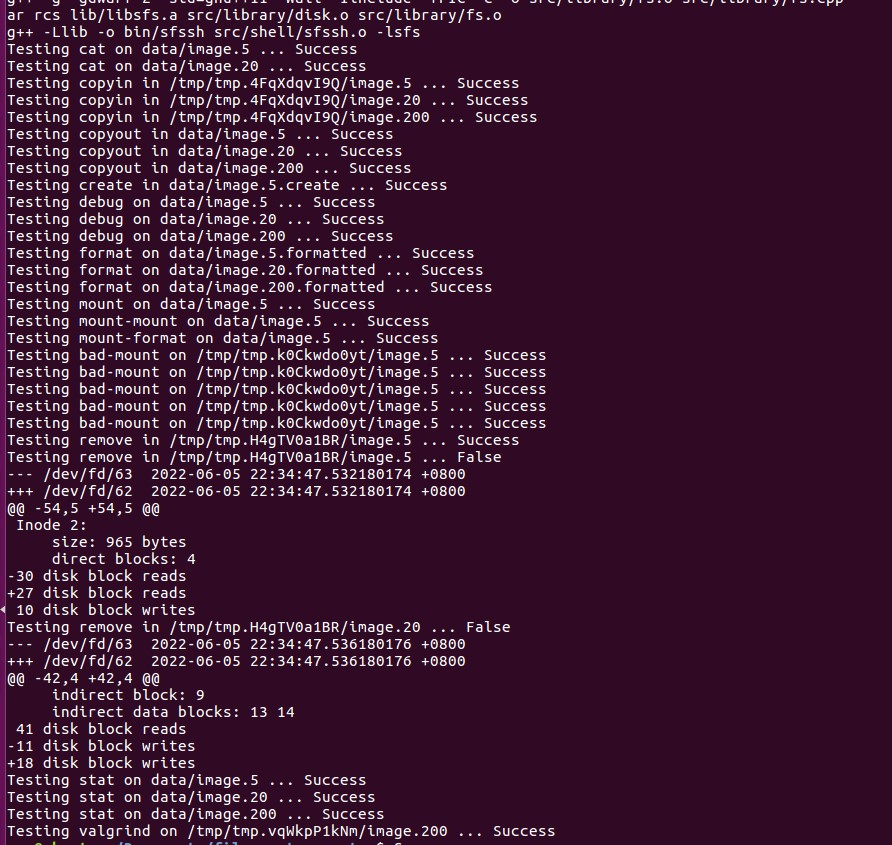 ar rcs lib/libsfs.a src/library/disk.o src/library/fs.o
g++ -Llib -o bin/sfssh src/shell/sfssh.o -lsfs
Testing cat on data/image.5 ... Success
Testing cat on data/image.20 ... Success
Testing copyin in /tmp/tmp.4FqXdqvI9Q/image.5 ... Success
Testing copyin in /tmp/tmp.4FqXdqvI9Q/image.20 ... Success
Testing copyin in /tmp/tmp.4FqXdqvI9Q/image.200 ... Success
Testing copyout in data/image.5 ... Success
Testing copyout in data/image.20 ... Success
Testing copyout in data/image.200 ... Success
Testing create in data/image.5.create ... Success
Testing debug on data/image.5 ... Success
Testing debug on data/image.20 ... Success
Testing debug on data/image.200 ... Success
Testing format on data/image.5.formatted ... Success
Testing format on data/image.20.formatted ... Success
Testing format on data/image.200.formatted ... Success
Testing mount on data/image.5 ... Success
Testing mount-mount on data/image.5 ... Success
Testing mount-format on data/image.5 ... Success
Testing bad-mount on /tmp/tmp.k0Ckwdo0yt/image.5 ... Success
Testing bad-mount on /tmp/tmp.k0Ckwdo0yt/image.5 ... Success
Testing bad-mount on /tmp/tmp.k0Ckwdo0yt/image.5 ... Success
Testing bad-mount on /tmp/tmp.k0Ckwdo0yt/image.5 ... Success
Testing bad-mount on /tmp/tmp.k0Ckwdo0yt/image.5 ... Success
Testing remove in /tmp/tmp.H4gTV0a1BR/image.5 ... Success
Testing remove in /tmp/tmp.H4gTV0a1BR/image.5 ... False
--- /dev/fd/63  2022-06-05 22:34:47.532180174 +0800
+++ /dev/fd/62  2022-06-05 22:34:47.532180174 +0800
@@ -54,5 +54,5 @@
 Inode 2:
     size: 965 bytes
     direct blocks: 4
-30 disk block reads
+27 disk block reads
 10 disk block writes
Testing remove in /tmp/tmp.H4gTV0a1BR/image.20 ... False
--- /dev/fd/63  2022-06-05 22:34:47.536180176 +0800
+++ /dev/fd/62  2022-06-05 22:34:47.536180176 +0800
@@ -42,4 +42,4 @@
     indirect block: 9
     indirect data blocks: 13 14
 41 disk block reads
-11 disk block writes
+18 disk block writes
Testing stat on data/image.5 ... Success
Testing stat on data/image.20 ... Success
Testing stat on data/image.200 ... Success
Testing valgrind on /tmp/tmp.vqWkpP1kNm/image.200 ... Success